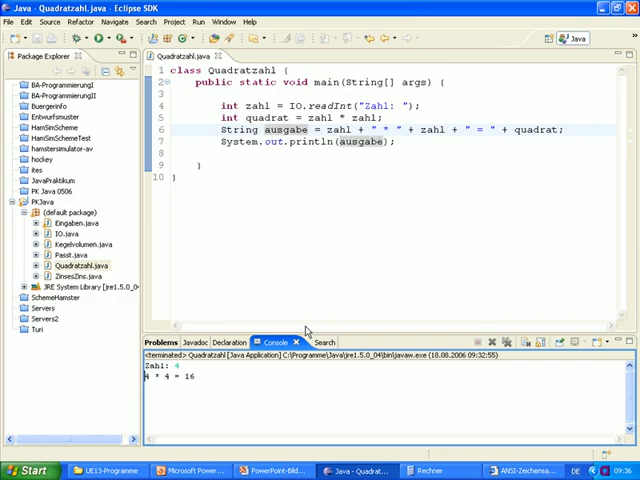 Java - Quadratzahl.java - Eclipse SDK
File Edit Source Refactor Navigate Search Project Run Window Help
Java
Package Explorer
Quadratzahl.java
BA-ProgrammierungI
BA-ProgrammierungII
Buergerinfo
Entwurfsmuster
HamSimScheme
HamSimSchemeTest
hamstersimulator-av
hockey
ites
JavaPraktikum
PK Java 0506
PKJava
(default package)
Eingaben.java
IO.java
Kegelvolumen.java
Passt.java
Quadratzahl.java
ZinsesZins.java
JRE System Library [jre1.5.0_04
SchemeHamster
Servers
Servers2
Turi
1 class Quadratzahl {
2 public static void main(String[] args) {
3
4 int zahl = IO.readInt("Zahl: ");
5 int quadrat = zahl * zahl;
6 String ausgabe = zahl + " * " + zahl + " = " + quadrat;
7 System.out.println(ausgabe);
8
9 }
10 }
Problems Javadoc Declaration Console Search
<terminated> Quadratzahl [Java Application] C:\Programme\Java\jre1.5.0_04\bin\javaw.exe (10.08.2006 09:32:55)
Zahl: 4
4 * 4 = 16
Start UE13-Programme Microsoft Power... PowerPoint-Bild... Java - Quadrat... Rechner ANSI-Zeichensa... DE 09:36